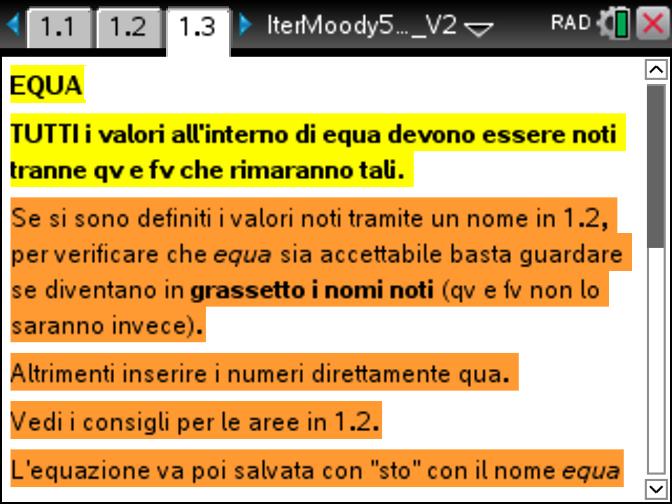 1.1 1.2 1.3 IterMoody5..._V2 RAD
EQUA
TUTTI i valori all'interno di equa devono essere noti
tranne qv e fv che rimaranno tali.
Se si sono definiti i valori noti tramite un nome in 1.2,
per verificare che equa sia accettabile basta guardare
se diventano in grassetto i nomi noti (qv e fv non lo
saranno invece).
Altrimenti inserire i numeri direttamente qua.
Vedi i consigli per le aree in 1.2.
L'equazione va poi salvata con "sto" con il nome equa